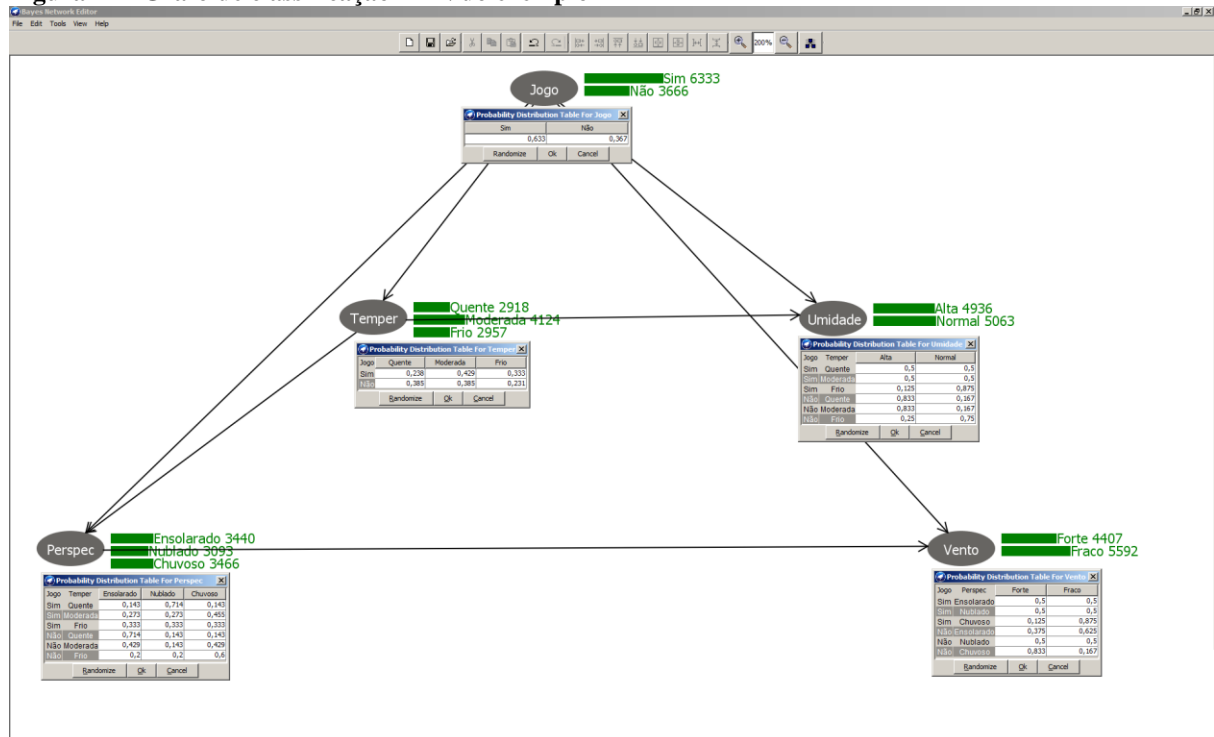 Bayes Network Editor
File Edit Tools View Help
200%
Jogo
Sim 6333
Não 3666
Probability Distribution Table For Jogo
Sim Não
0,633 0,367
Randomize Ok Cancel
Temper
Quente 2918
Moderada 4124
Frio 2957
Probability Distribution Table For Temper
Jogo Quente Moderada Frio
Sim 0,238 0,429 0,333
Não 0,385 0,385 0,231
Randomize Ok Cancel
Umidade
Alta 4936
Normal 5063
Probability Distribution Table For Umidade
Jogo Temper Alta Normal
Sim Quente 0,5 0,5
Sim Moderada 0,5 0,5
Sim Frio 0,125 0,875
Não Quente 0,833 0,167
Não Moderada 0,833 0,167
Não Frio 0,25 0,75
Randomize Ok Cancel
Perspec
Ensolarado 3440
Nublado 3093
Chuvoso 3466
Probability Distribution Table For Perspec
Jogo Temper Ensolarado Nublado Chuvoso
Sim Quente 0,143 0,714 0,143
Sim Moderada 0,273 0,273 0,455
Sim Frio 0,333 0,333 0,333
Não Quente 0,714 0,143 0,143
Não Moderada 0,429 0,143 0,429
Não Frio 0,2 0,2 0,6
Randomize Ok Cancel
Vento
Forte 4407
Fraco 5592
Probability Distribution Table For Vento
Jogo Perspec Forte Fraco
Sim Ensolarado 0,5 0,5
Sim Nublado 0,5 0,5
Sim Chuvoso 0,125 0,875
Não Ensolarado 0,375 0,625
Não Nublado 0,5 0,5
Não Chuvoso 0,833 0,167
Randomize Ok Cancel